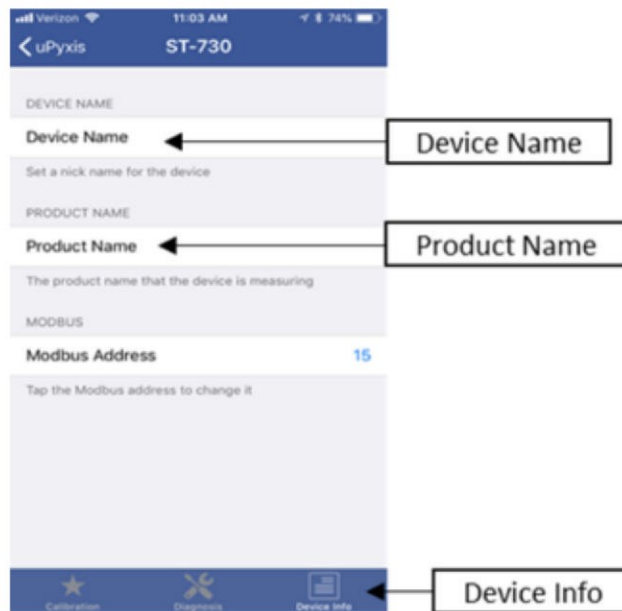 Verizon 11:03 AM 74%
uPyxis ST-730
DEVICE NAME
Device Name
Device Name
Set a nick name for the device
PRODUCT NAME
Product Name
Product Name
The product name that the device is measuring
MODBUS
Modbus Address 15
Tap the Modbus address to change it
Calibration Diagnosis Device Info
Device Info